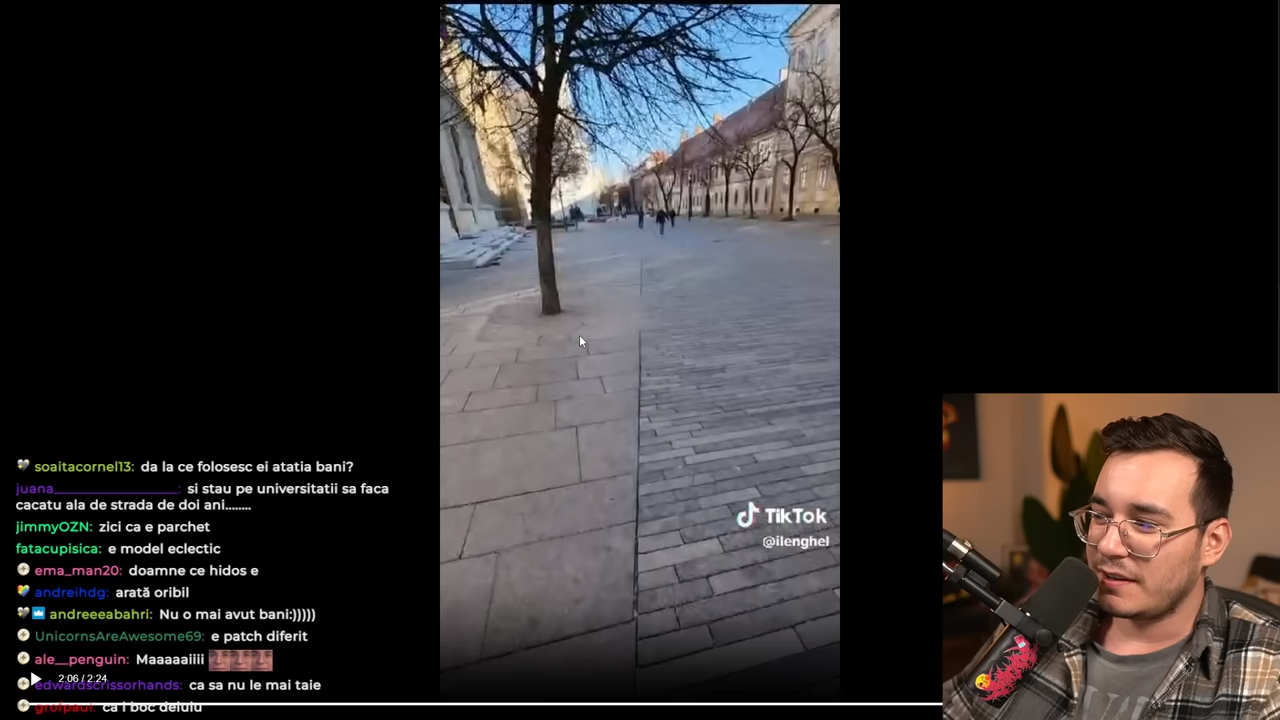 soaitacornel13: da la ce folosesc ei atatia bani?
juana____________________: si stau pe universitatii sa faca
cacatu ala de strada de doi ani........
jimmyOZN: zici ca e parchet
fatacupisica: e model eclectic
ema_man20: doamne ce hidos e
andreihdg: arată oribil
andreeeabahri: Nu o mai avut bani:)))))
UnicornsAreAwesome69: e patch diferit
ale__penguin: Maaaaaiiii
2:06 / 2:24
edwardscissorhands: ca sa nu le mai taie
TikTok
@ilenghel